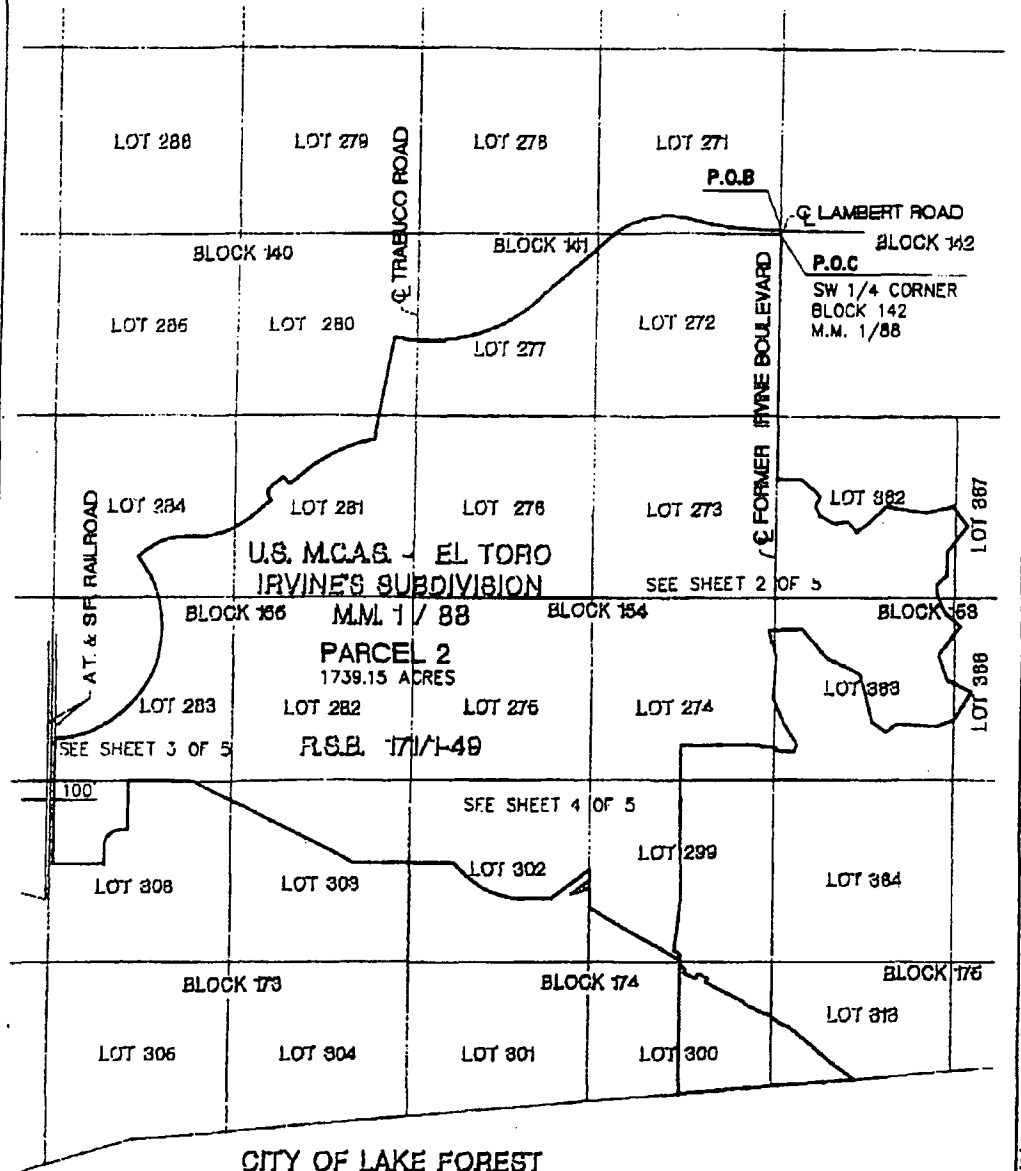 LOT 286
LOT 279
LOT 278
LOT 271
P.O.B
℄ LAMBERT ROAD
℄ TRABUCO ROAD
BLOCK 140
BLOCK 141
BLOCK 142
P.O.C
SW 1/4 CORNER
BLOCK 142
M.M. 1/88
LOT 285
LOT 280
LOT 277
LOT 272
℄ FORMER IRVINE BOULEVARD
LOT 284
LOT 281
LOT 276
LOT 273
LOT 382
LOT 387
A.T. & S.F. RAILROAD
U.S. M.C.A.S. - EL TORO
IRVINE'S SUBDIVISION
M.M. 1 / 88
SEE SHEET 2 OF 5
BLOCK 155
BLOCK 154
BLOCK 153
PARCEL 2
1739.15 ACRES
LOT 283
LOT 282
LOT 275
LOT 274
LOT 383
LOT 386
SEE SHEET 3 OF 5
R.S.B. 171/1-49
100'
SEE SHEET 4 OF 5
LOT 306
LOT 303
LOT 302
LOT 299
LOT 384
BLOCK 173
BLOCK 174
BLOCK 175
LOT 305
LOT 304
LOT 301
LOT 300
LOT 313
CITY OF LAKE FOREST